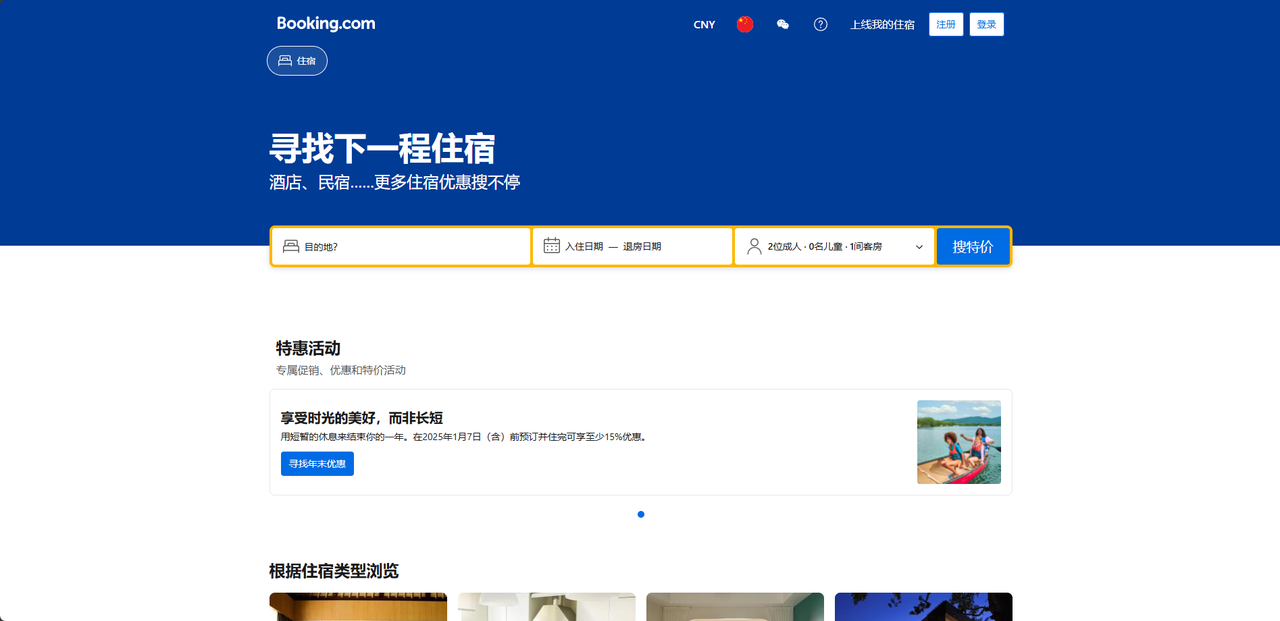 Booking.com
CNY
上线我的住宿
注册
登录
住宿
寻找下一程住宿
酒店、民宿......更多住宿优惠搜不停
目的地?
入住日期 — 退房日期
2位成人 · 0名儿童 · 1间客房
搜特价
特惠活动
专属促销、优惠和特价活动
享受时光的美好，而非长短
用短暂的休息来结束你的一年。在2025年1月7日（含）前预订并住完可享至少15%优惠。
寻找年末优惠
根据住宿类型浏览